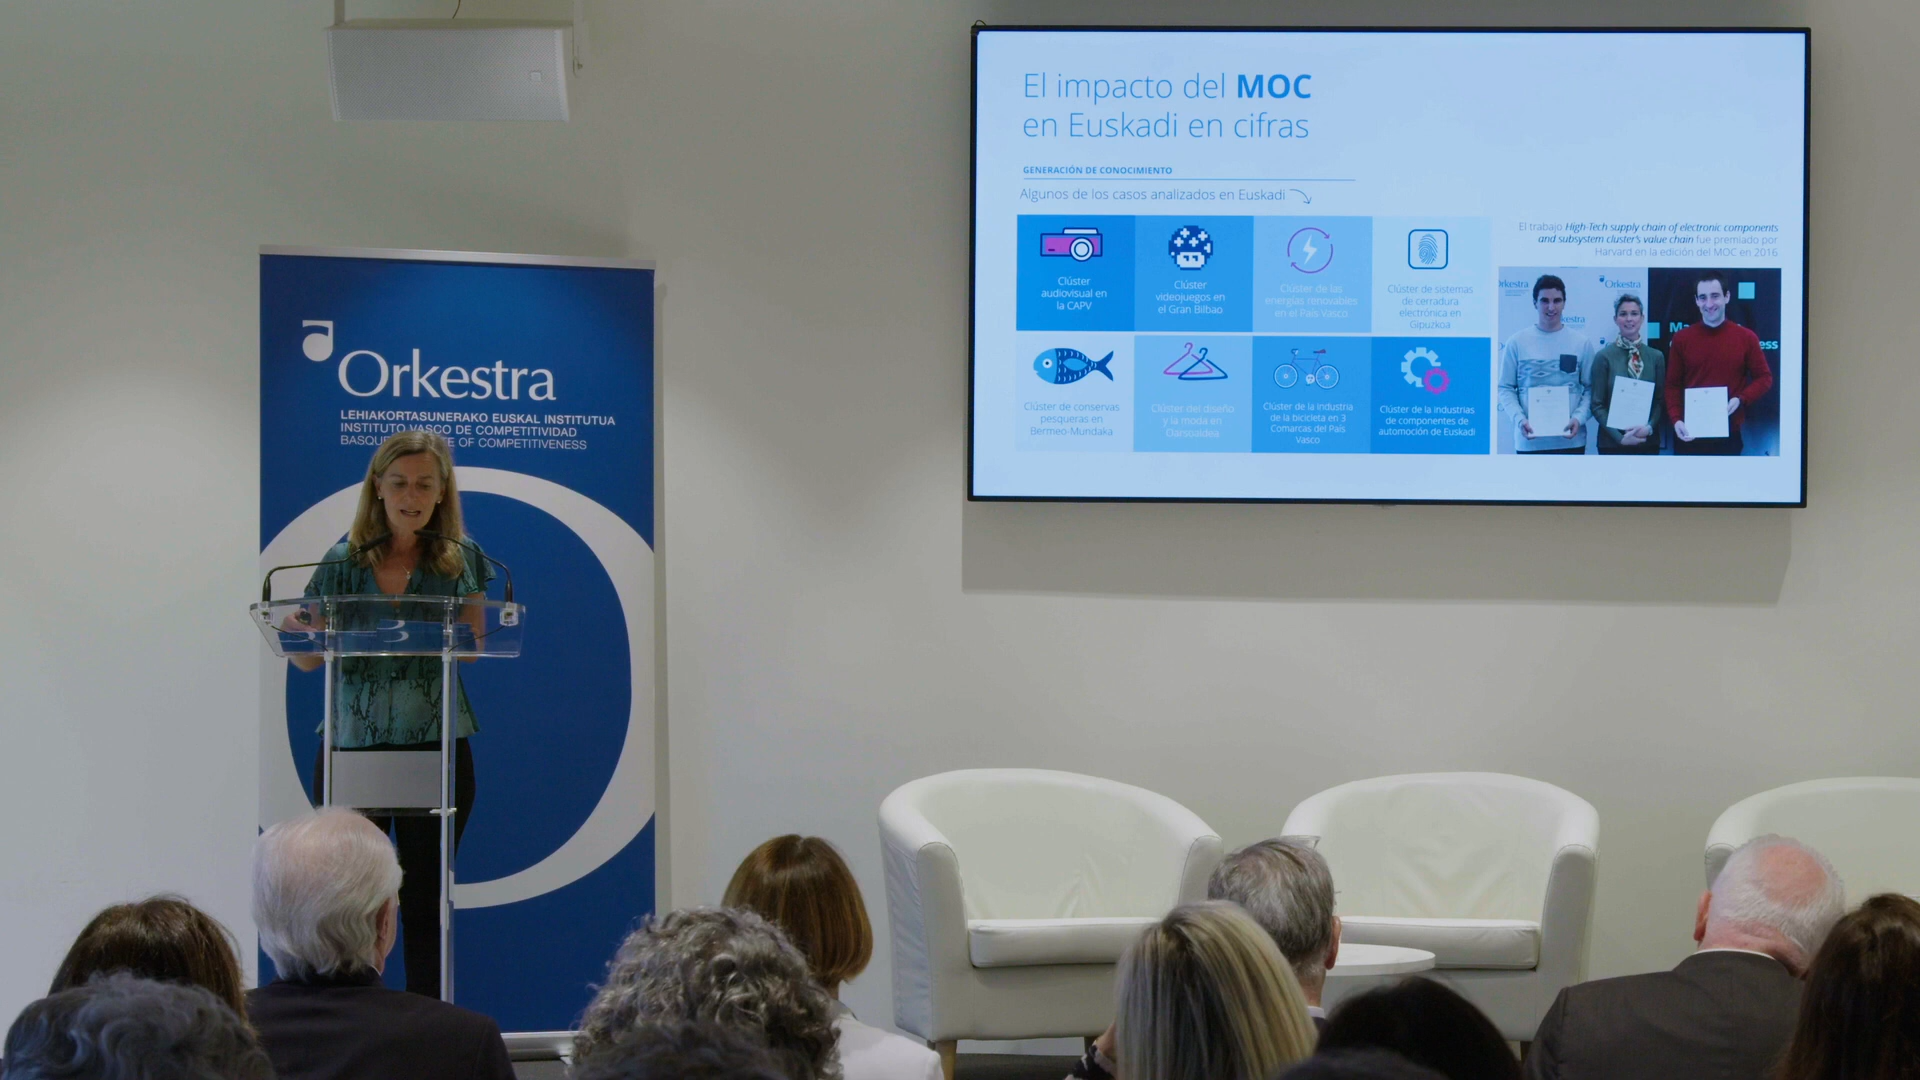 Orkestra
LEHIAKORTASUNERAKO EUSKAL INSTITUTUA
INSTITUTO VASCO DE COMPETITIVIDAD
BASQUE OF COMPETITIVENESS
El impacto del MOC
en Euskadi en cifras
GENERACIÓN DE CONOCIMIENTO
Algunos de los casos analizados en Euskadi
Clúster
audiovisual en
la CAPV
Clúster
videojuegos en
el Gran Bilbao
Clúster de las
energías renovables
en el País Vasco
Clúster de sistemas
de cerradura
electrónica en
Gipuzkoa
Clúster de conservas
pesqueras en
Bermeo-Mundaka
Clúster del diseño
y la moda en
Oarsoaldea
Clúster de la industria
de la bicicleta en 3
Comarcas del País
Vasco
Clúster de la industrias
de componentes de
automoción de Euskadi
El trabajo High-Tech supply chain of electronic components
and subsystem cluster's value chain fue premiado por
Harvard en la edición del MOC en 2016
Orkestra